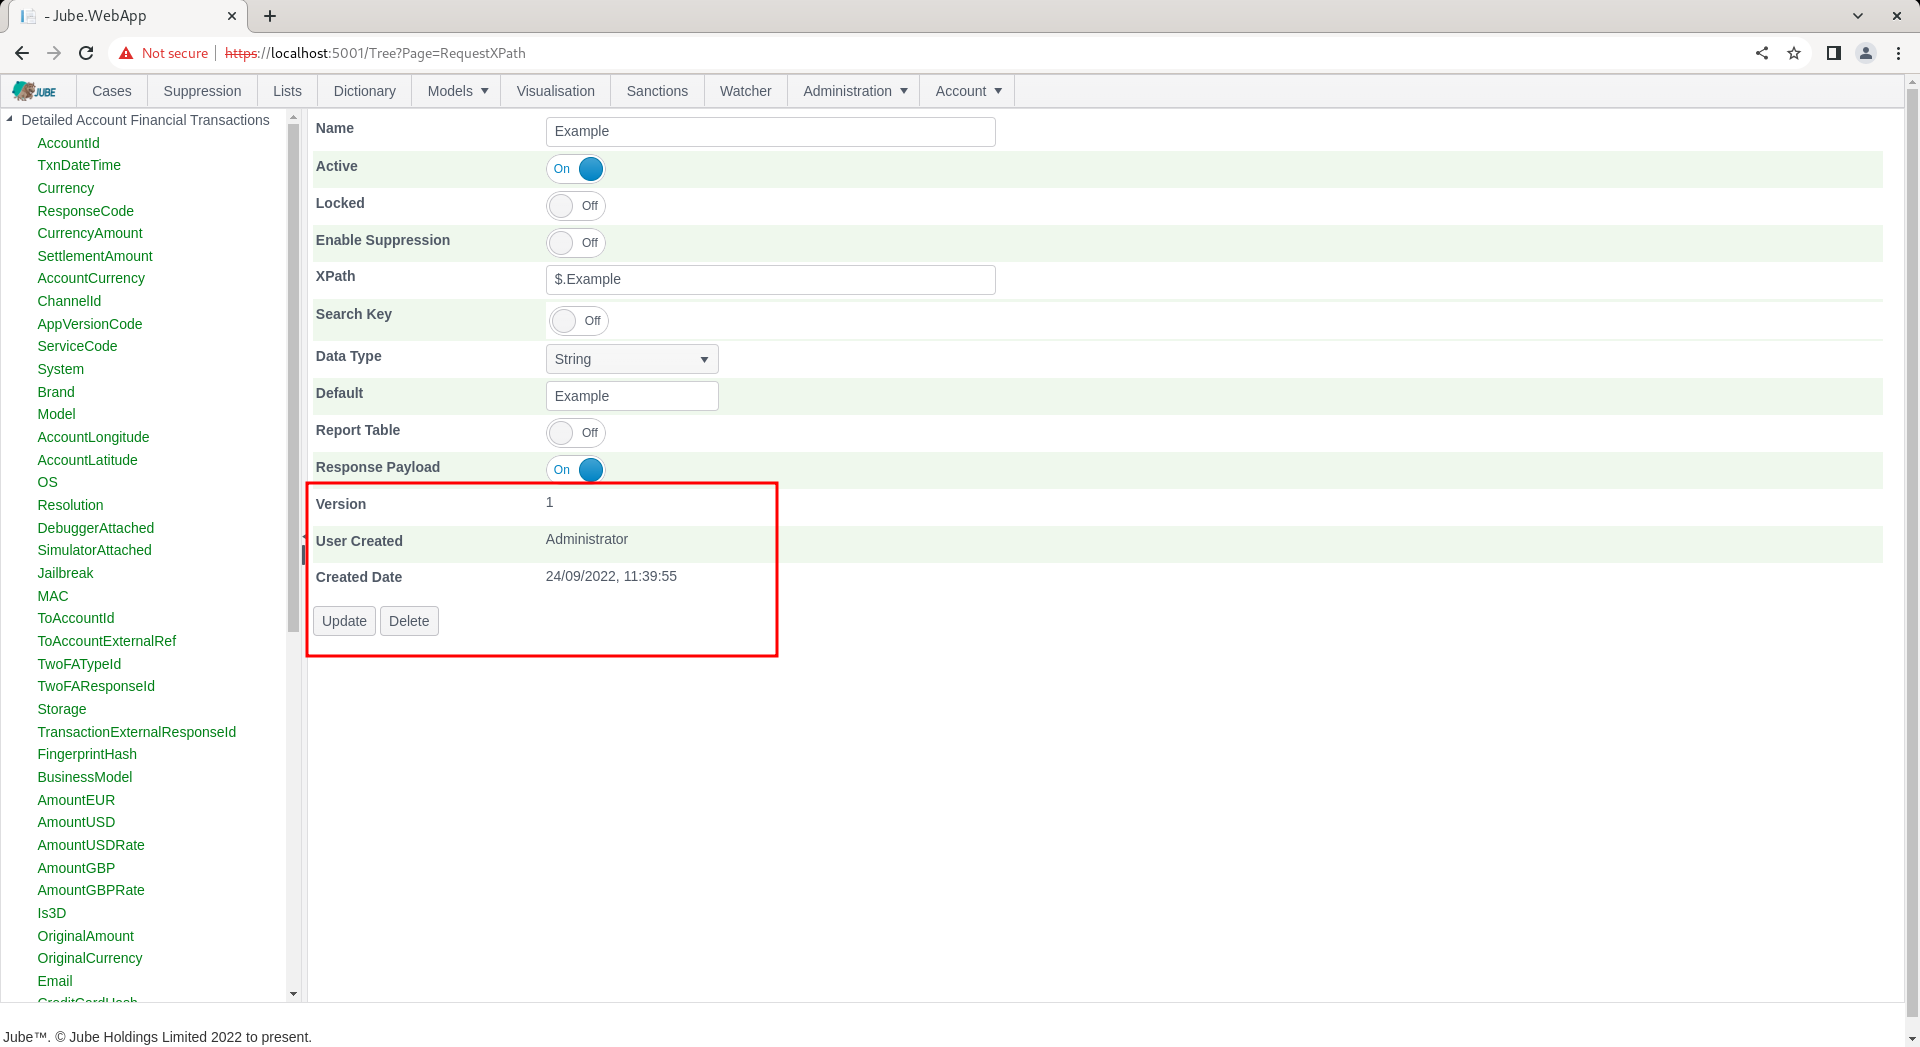 - Jube.WebApp
Not secure https://localhost:5001/Tree?Page=RequestXPath
JUBE Cases Suppression Lists Dictionary Models Visualisation Sanctions Watcher Administration Account
Detailed Account Financial Transactions
AccountId
TxnDateTime
Currency
ResponseCode
CurrencyAmount
SettlementAmount
AccountCurrency
ChannelId
AppVersionCode
ServiceCode
System
Brand
Model
AccountLongitude
AccountLatitude
OS
Resolution
DebuggerAttached
SimulatorAttached
Jailbreak
MAC
ToAccountId
ToAccountExternalRef
TwoFATypeId
TwoFAResponseId
Storage
TransactionExternalResponseId
FingerprintHash
BusinessModel
AmountEUR
AmountUSD
AmountUSDRate
AmountGBP
AmountGBPRate
Is3D
OriginalAmount
OriginalCurrency
Email
CreditCardHash
Name Example
Active On
Locked Off
Enable Suppression Off
XPath $.Example
Search Key Off
Data Type String
Default Example
Report Table Off
Response Payload On
Version 1
User Created Administrator
Created Date 24/09/2022, 11:39:55
Update Delete
Jube™. © Jube Holdings Limited 2022 to present.